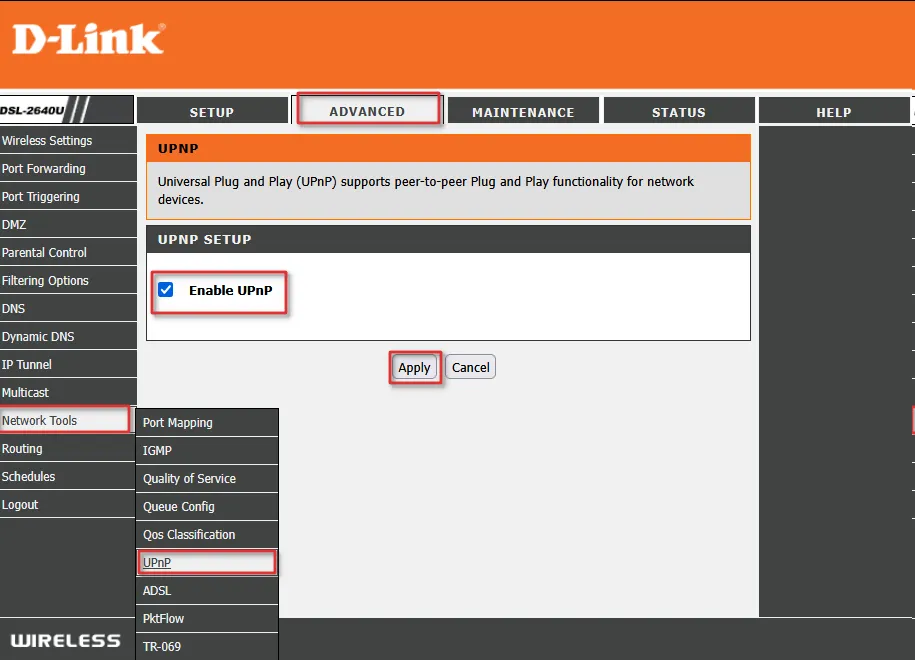 D-Link
DSL-2640U
SETUP
ADVANCED
MAINTENANCE
STATUS
HELP
Wireless Settings
Port Forwarding
Port Triggering
DMZ
Parental Control
Filtering Options
DNS
Dynamic DNS
IP Tunnel
Multicast
Network Tools
Routing
Schedules
Logout
UPNP
Universal Plug and Play (UPnP) supports peer-to-peer Plug and Play functionality for network
devices.
UPNP SETUP
Enable UPnP
Apply
Cancel
Port Mapping
IGMP
Quality of Service
Queue Config
Qos Classification
UPnP
ADSL
PktFlow
TR-069
WIRELESS